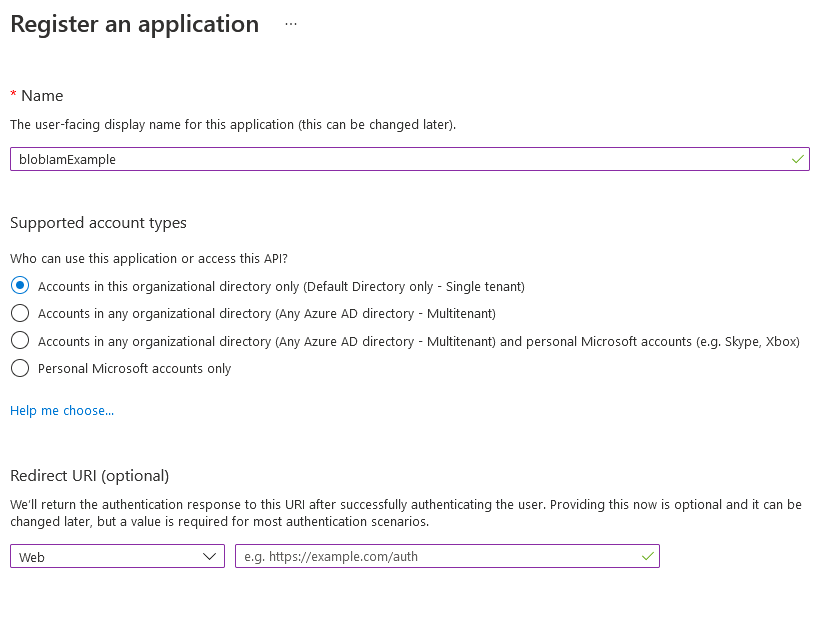 Register an application ...
* Name
The user-facing display name for this application (this can be changed later).
blobIamExample
Supported account types
Who can use this application or access this API?
Accounts in this organizational directory only (Default Directory only - Single tenant)
Accounts in any organizational directory (Any Azure AD directory - Multitenant)
Accounts in any organizational directory (Any Azure AD directory - Multitenant) and personal Microsoft accounts (e.g. Skype, Xbox)
Personal Microsoft accounts only
Help me choose...
Redirect URI (optional)
We'll return the authentication response to this URI after successfully authenticating the user. Providing this now is optional and it can be
changed later, but a value is required for most authentication scenarios.
Web
e.g. https://example.com/auth